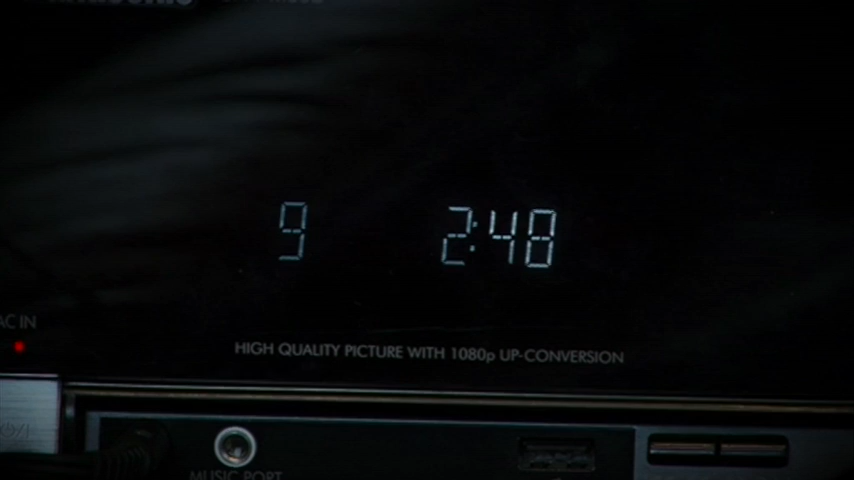 9 2:48
AC IN
HIGH QUALITY PICTURE WITH 1080p UP-CONVERSION
MUSIC PORT